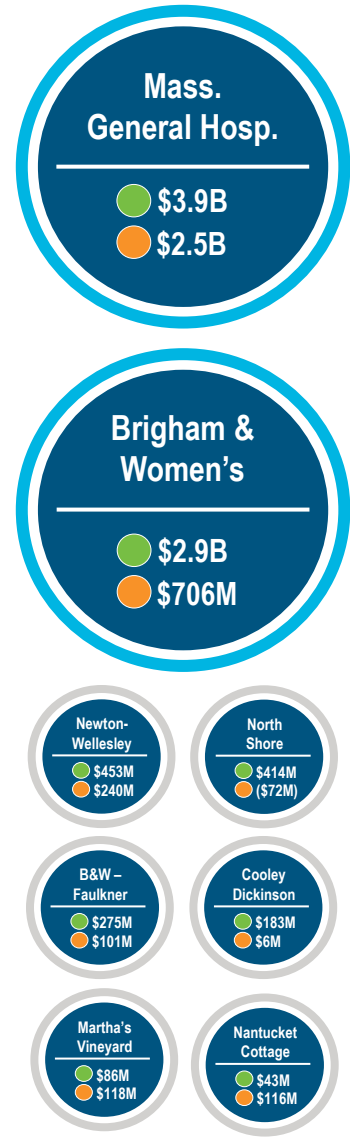 Mass.
General Hosp.
$3.9B
$2.5B
Brigham &
Women's
$2.9B
$706M
Newton-
Wellesley
$453M
$240M
North
Shore
$414M
($72M)
B&W –
Faulkner
$275M
$101M
Cooley
Dickinson
$183M
$6M
Martha's
Vineyard
$86M
$118M
Nantucket
Cottage
$43M
$116M